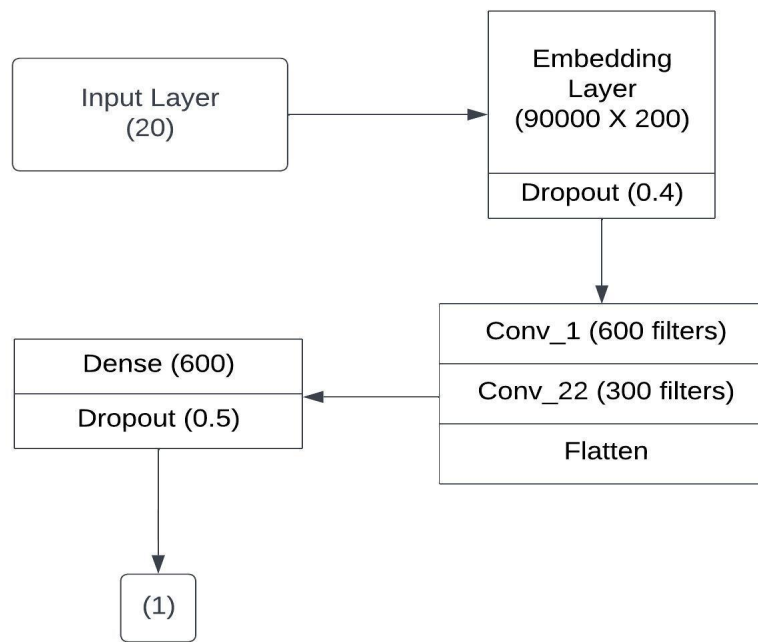 Input Layer
(20)
Embedding
Layer
(90000 X 200)
Dropout (0.4)
Conv_1 (600 filters)
Conv_22 (300 filters)
Flatten
Dense (600)
Dropout (0.5)
(1)